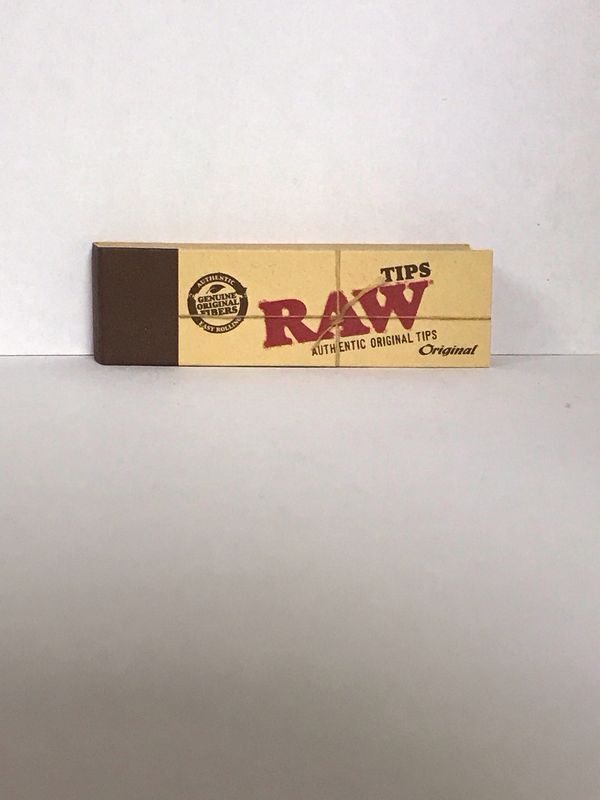 AUTHENTIC
GENUINE
ORIGINAL
FIBERS
EASY ROLLING
TIPS
RAW®
AUTHENTIC ORIGINAL TIPS
Original